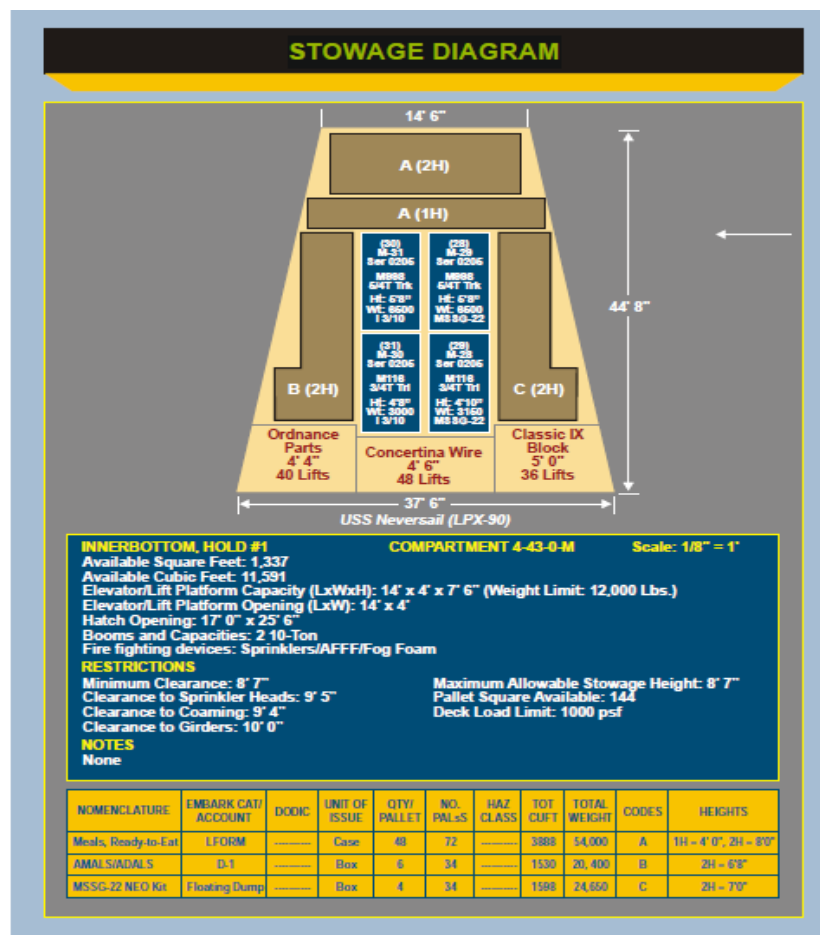 STOWAGE DIAGRAM
14' 6"
A (2H)
A (1H)
(30)
M-31
Ser 0205
M998
5/4T Trk
Ht: 6'8"
Wt: 6500
I 3/10
(28)
M-29
Ser 0205
M998
5/4T Trk
Ht: 6'8"
Wt: 6500
MSSG-22
44' 8"
(31)
M-30
Ser 0205
M116
3/4T Trl
Ht: 4'8"
Wt: 3000
I 3/10
(29)
M-28
Ser 0205
M116
3/4T Trl
Ht: 4'10"
Wt: 3150
MSSG-22
B (2H)
C (2H)
Ordnance
Parts
4' 4"
40 Lifts
Concertina Wire
4' 6"
48 Lifts
Classic IX
Block
5' 0"
36 Lifts
37' 6"
USS Neversail (LPX-90)
INNERBOTTOM, HOLD #1 COMPARTMENT 4-43-0-M Scale: 1/8" = 1'
Available Square Feet: 1,337
Available Cubic Feet: 11,591
Elevator/Lift Platform Capacity (LxWxH): 14' x 4' x 7' 6" (Weight Limit: 12,000 Lbs.)
Elevator/Lift Platform Opening (LxW): 14' x 4'
Hatch Opening: 17' 0" x 25' 6"
Booms and Capacities: 2 10-Ton
Fire fighting devices: Sprinklers/AFFF/Fog Foam
RESTRICTIONS
Minimum Clearance: 8' 7" Maximum Allowable Stowage Height: 8' 7"
Clearance to Sprinkler Heads: 9' 5" Pallet Square Available: 144
Clearance to Coaming: 9' 4" Deck Load Limit: 1000 psf
Clearance to Girders: 10' 0"
NOTES
None
NOMENCLATURE EMBARK CAT/ ACCOUNT DODIC UNIT OF ISSUE QTY/ PALLET NO. PALsS HAZ CLASS TOT CUFT TOTAL WEIGHT CODES HEIGHTS
Meals, Ready-to-Eat LFORM ---------- Case 48 72 ---------- 3888 54,000 A 1H – 4' 0", 2H – 8'0"
AMALS/ADALS D-1 ---------- Box 6 34 ---------- 1530 20, 400 B 2H – 6'8"
MSSG-22 NEO Kit Floating Dump ---------- Box 4 34 ---------- 1598 24,650 C 2H – 7'0"